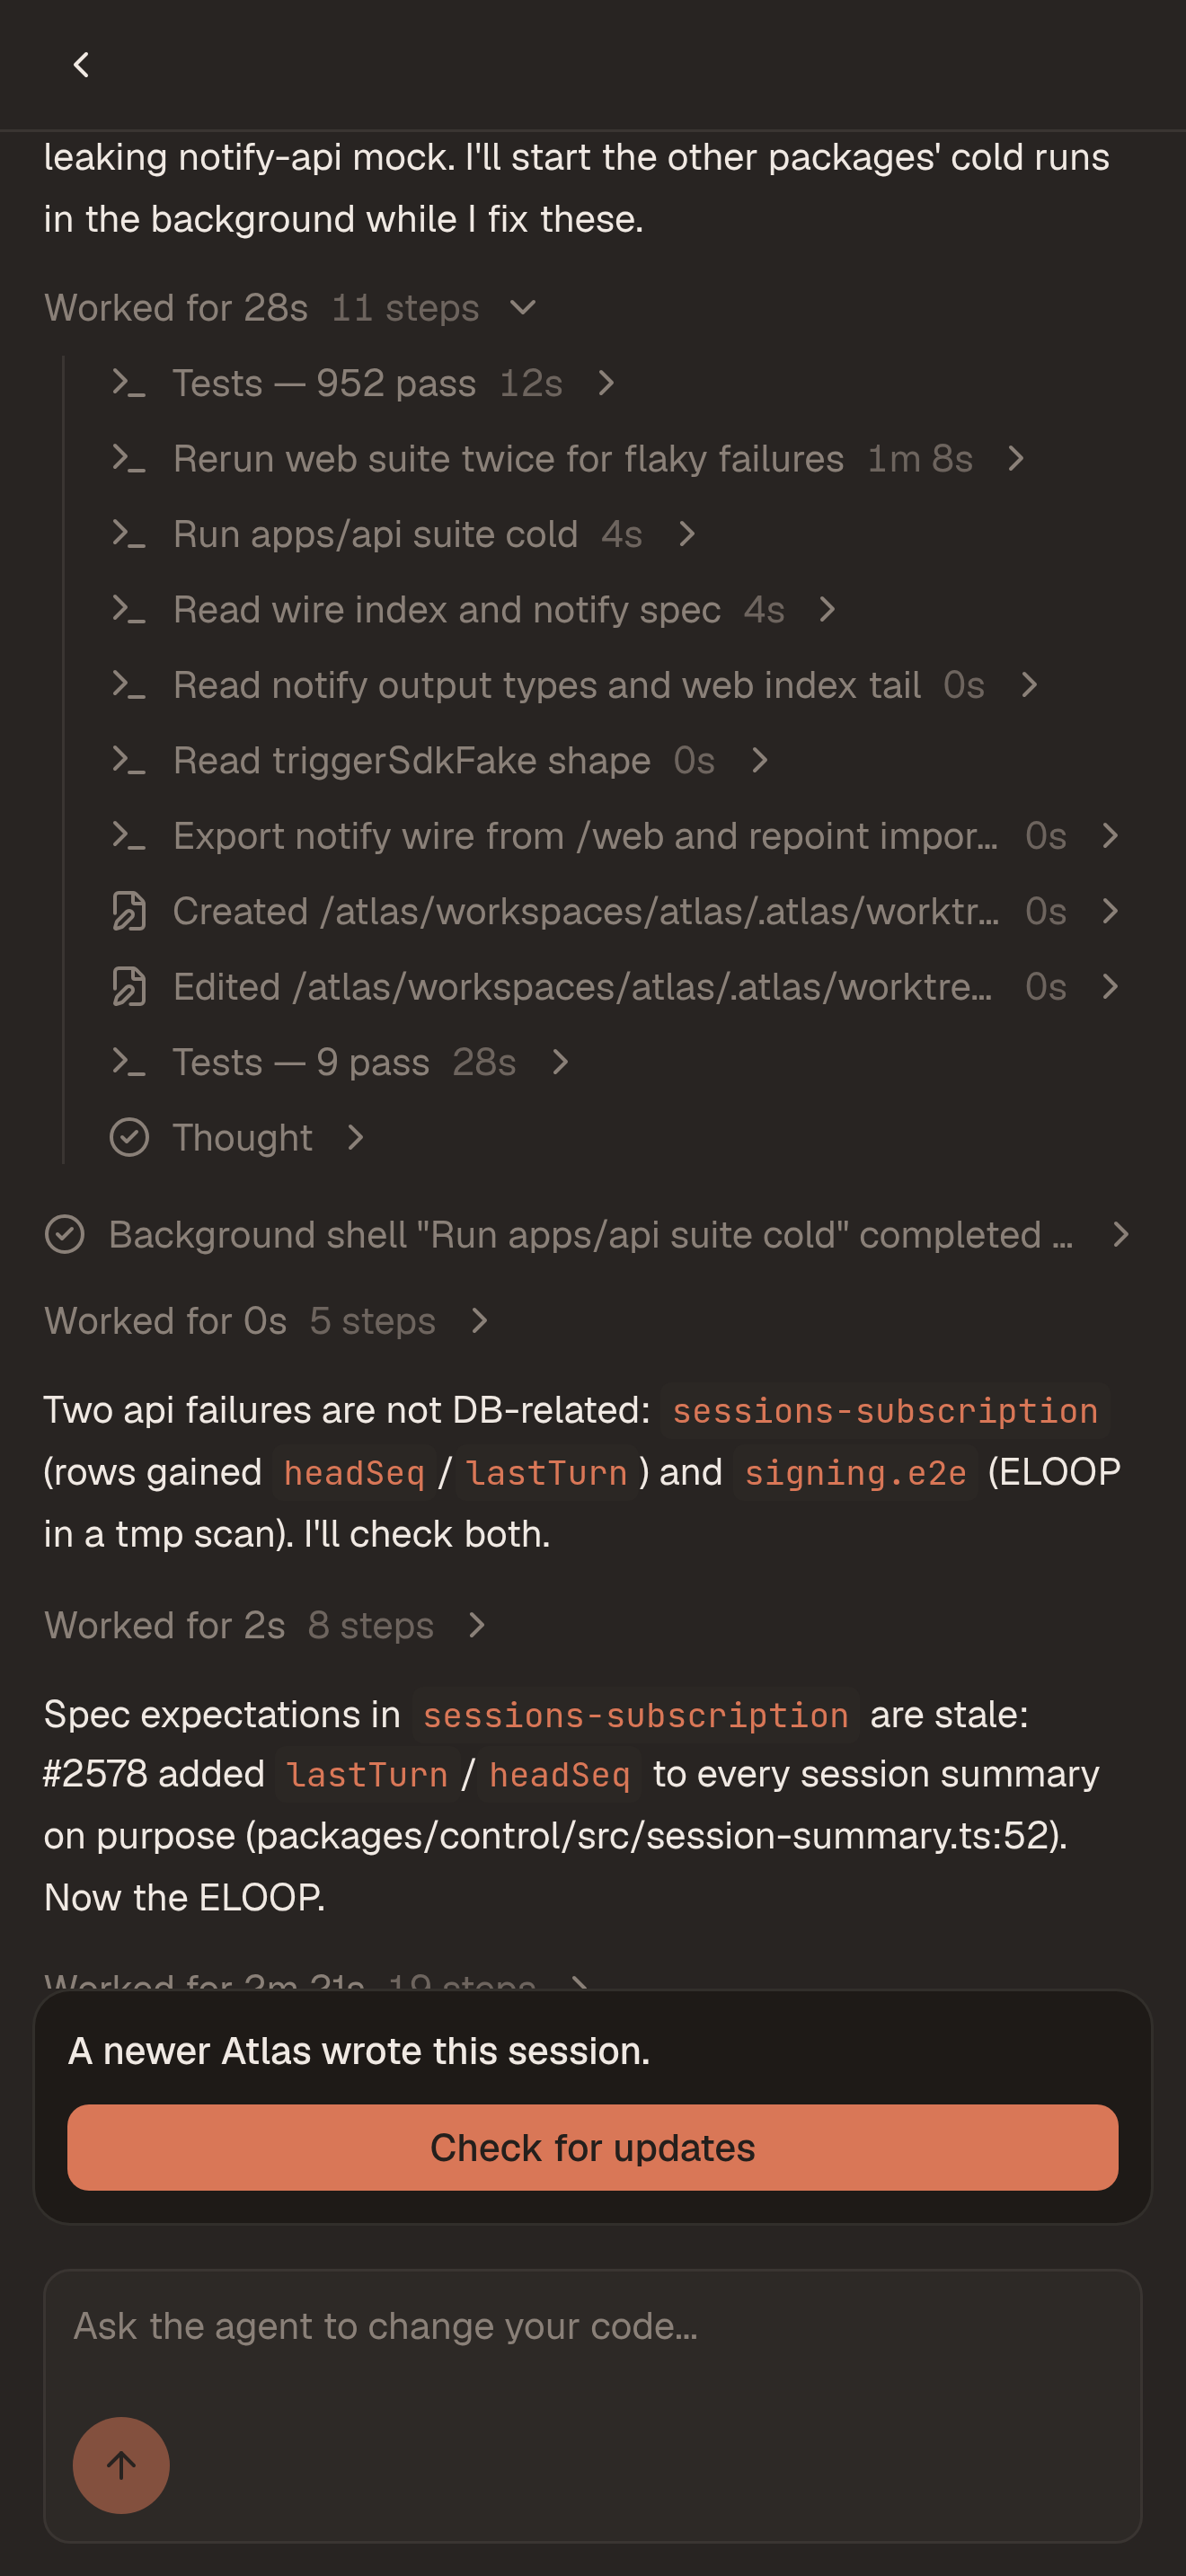 leaking notify-api mock. I'll start the other packages' cold runs
in the background while I fix these.
Worked for 28s 11 steps
Tests — 952 pass 12s
Rerun web suite twice for flaky failures 1m 8s
Run apps/api suite cold 4s
Read wire index and notify spec 4s
Read notify output types and web index tail 0s
Read triggerSdkFake shape 0s
Export notify wire from /web and repoint impor... 0s
Created /atlas/workspaces/atlas/.atlas/worktr... 0s
Edited /atlas/workspaces/atlas/.atlas/worktre... 0s
Tests — 9 pass 28s
Thought
Background shell "Run apps/api suite cold" completed ...
Worked for 0s 5 steps
Two api failures are not DB-related: sessions-subscription
(rows gained headSeq / lastTurn ) and signing.e2e (ELOOP
in a tmp scan). I'll check both.
Worked for 2s 8 steps
Spec expectations in sessions-subscription are stale:
#2578 added lastTurn / headSeq to every session summary
on purpose (packages/control/src/session-summary.ts:52).
Now the ELOOP.
Worked for 2m 21s 19 steps
A newer Atlas wrote this session.
Check for updates
Ask the agent to change your code...